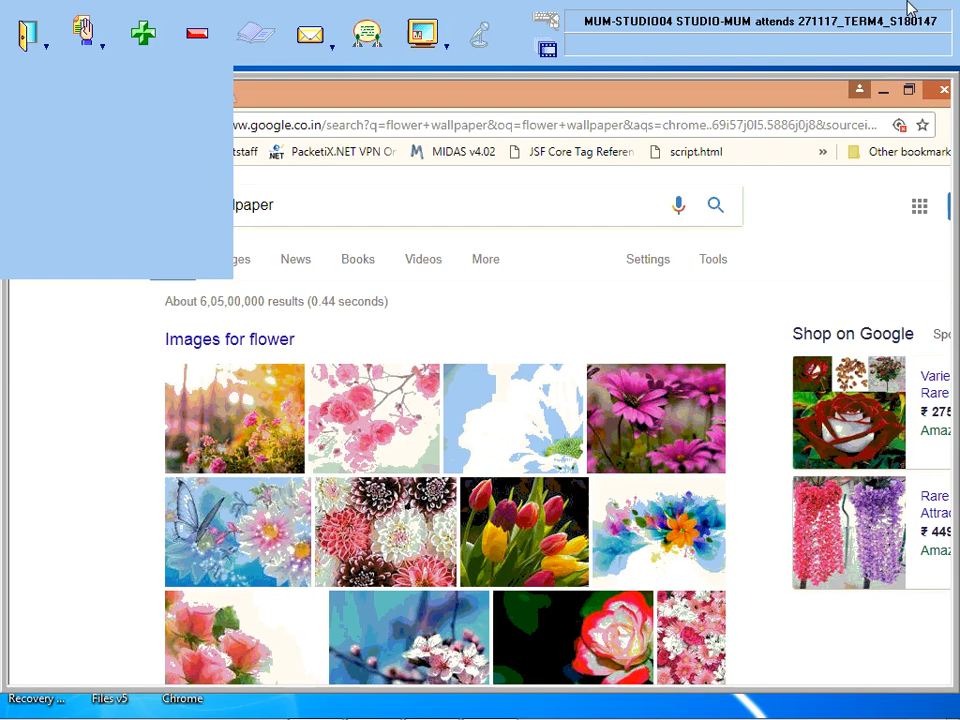 MUM-STUDIO04 STUDIO-MUM attends 271117_TERM4_S180147
ww.google.co.in/search?q=flower+wallpaper&oq=flower+wallpaper&aqs=chrome..69i57j0l5.5886j0j8&sourcei...
tstaff .NET PacketiX.NET VPN Or MIDAS v4.02 JSF Core Tag Referen script.html » Other bookmark
lpaper
ges News Books Videos More Settings Tools
About 6,05,00,000 results (0.44 seconds)
Images for flower
Shop on Google Spo
Varie
Rare
₹ 275
Amaz
Rare
Attrac
₹ 449
Amaz
Recovery ... Files v5 Chrome